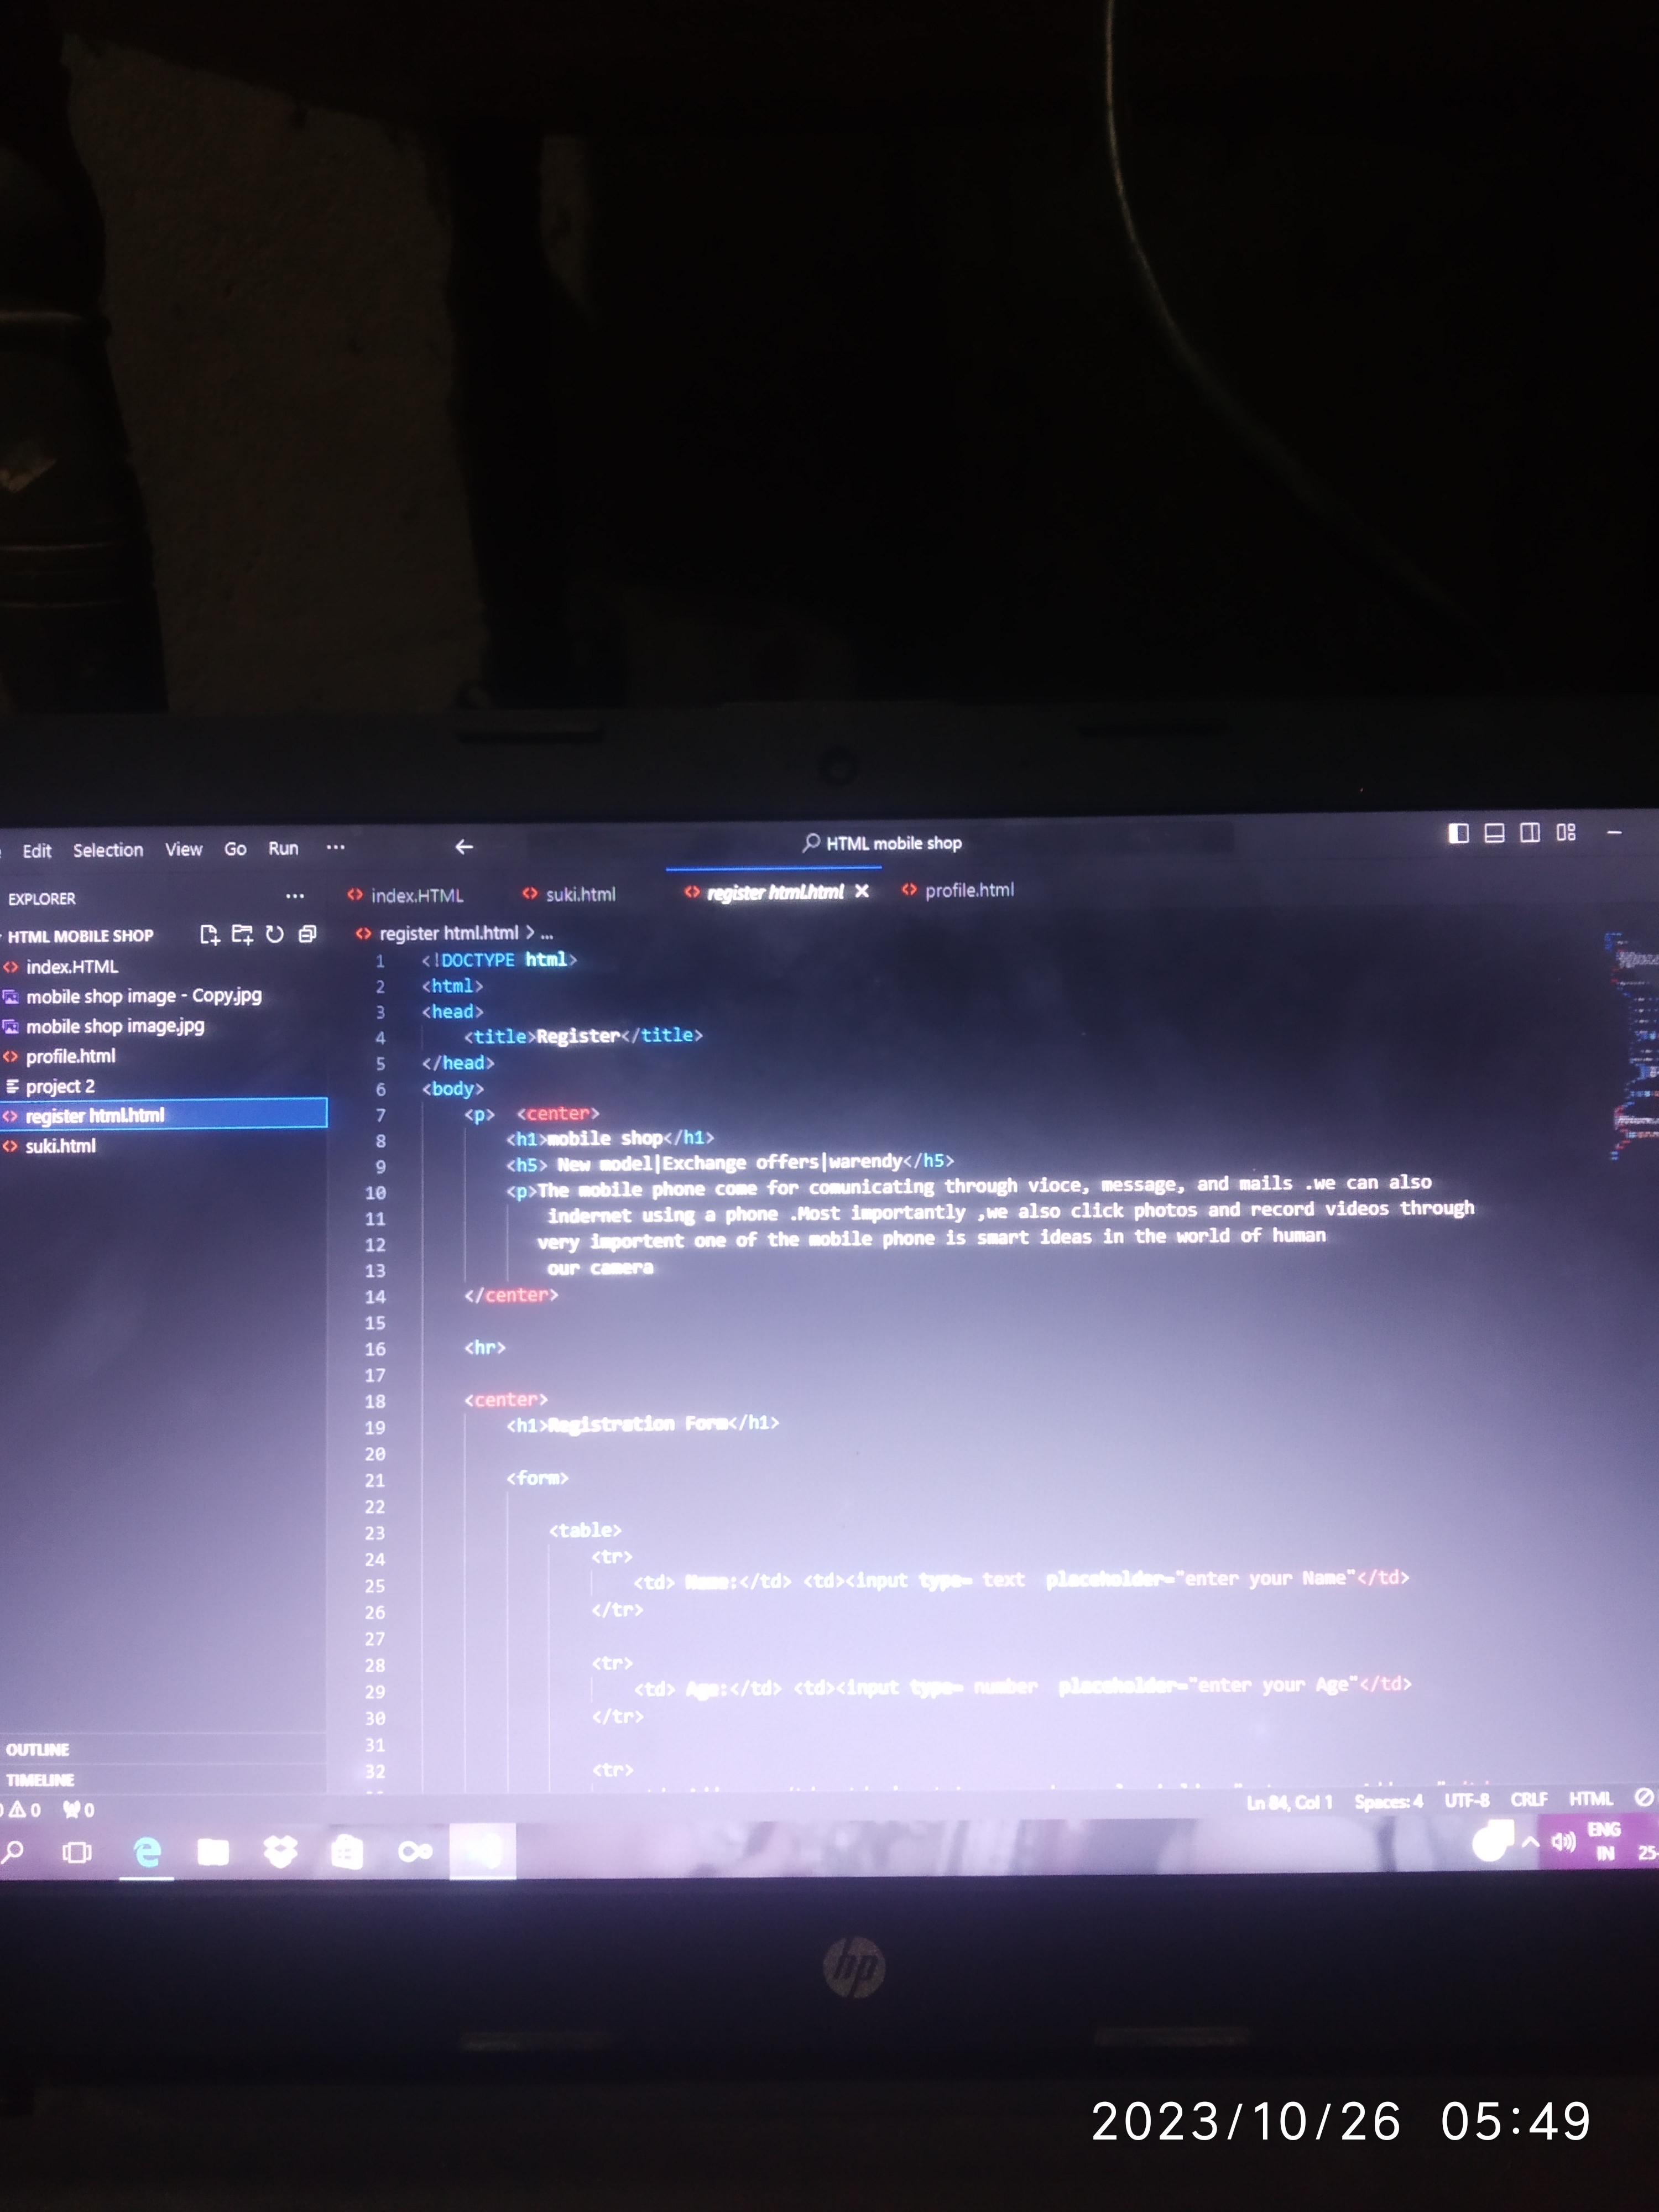 Edit Selection View Go Run ...
HTML mobile shop
EXPLORER ...
index.HTML suki.html register html.html profile.html
HTML MOBILE SHOP
register html.html > ...
index.HTML
mobile shop image - Copy.jpg
mobile shop image.jpg
profile.html
project 2
register html.html
suki.html
1 <!DOCTYPE html>
2 <html>
3 <head>
4 <title>Register</title>
5 </head>
6 <body>
7 <p> <center>
8 <h1>mobile shop</h1>
9 <h5> New model|Exchange offers|warendy</h5>
10 <p>The mobile phone come for comunicating through vioce, message, and mails .we can also
11 indernet using a phone .Most importantly ,we also click photos and record videos through
12 very importent one of the mobile phone is smart ideas in the world of human
13 our camera
14 </center>
15
16 <hr>
17
18 <center>
19 <h1>Registration Form</h1>
20
21 <form>
22
23 <table>
24 <tr>
25 <td> Name:</td> <td><input type= text placeholder="enter your Name"</td>
26 </tr>
27
28 <tr>
29 <td> Age:</td> <td><input type= number placeholder="enter your Age"</td>
30 </tr>
31
32 <tr>
OUTLINE
TIMELINE
0 0
Ln 84, Col 1 Spaces: 4 UTF-8 CRLF HTML
ENG
IN
25-
hp
2023/10/26 05:49